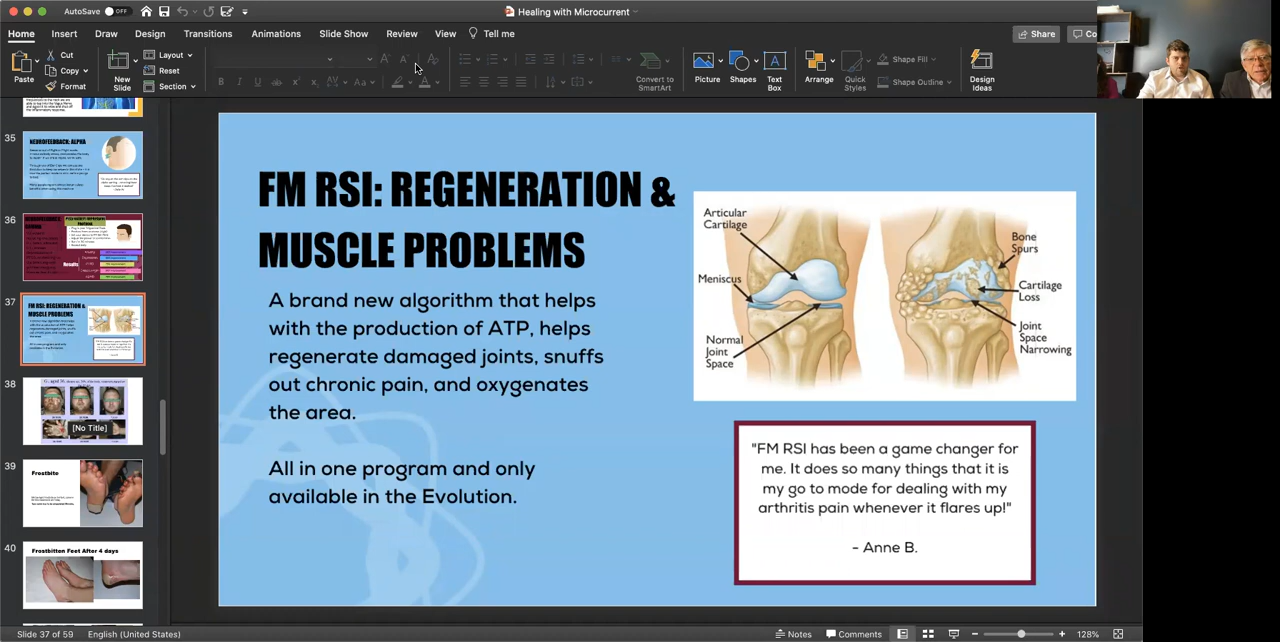 AutoSave OFF
Healing with Microcurrent
Home Insert Draw Design Transitions Animations Slide Show Review View Tell me
Share
Co
Paste
Cut
Copy
Format
New
Slide
Layout
Reset
Section
Convert to
SmartArt
Picture
Shapes
Text
Box
Arrange
Quick
Styles
Shape Fill
Shape Outline
Design
Ideas
35
NEUROFEEDBACK: ALPHA
36
Results
37
FM RSI: REGENERATION &
MUSCLE PROBLEMS
38
[No Title]
39
Frostbite
40
Frostbitten Feet After 4 days
FM RSI: REGENERATION &
MUSCLE PROBLEMS
A brand new algorithm that helps
with the production of ATP, helps
regenerate damaged joints, snuffs
out chronic pain, and oxygenates
the area.
All in one program and only
available in the Evolution.
Articular
Cartilage
Meniscus
Normal
Joint
Space
Bone
Spurs
Cartilage
Loss
Joint
Space
Narrowing
"FM RSI has been a game changer for
me. It does so many things that it is
my go to mode for dealing with my
arthritis pain whenever it flares up!"
- Anne B.
Slide 37 of 59 English (United States)
Notes Comments 128%